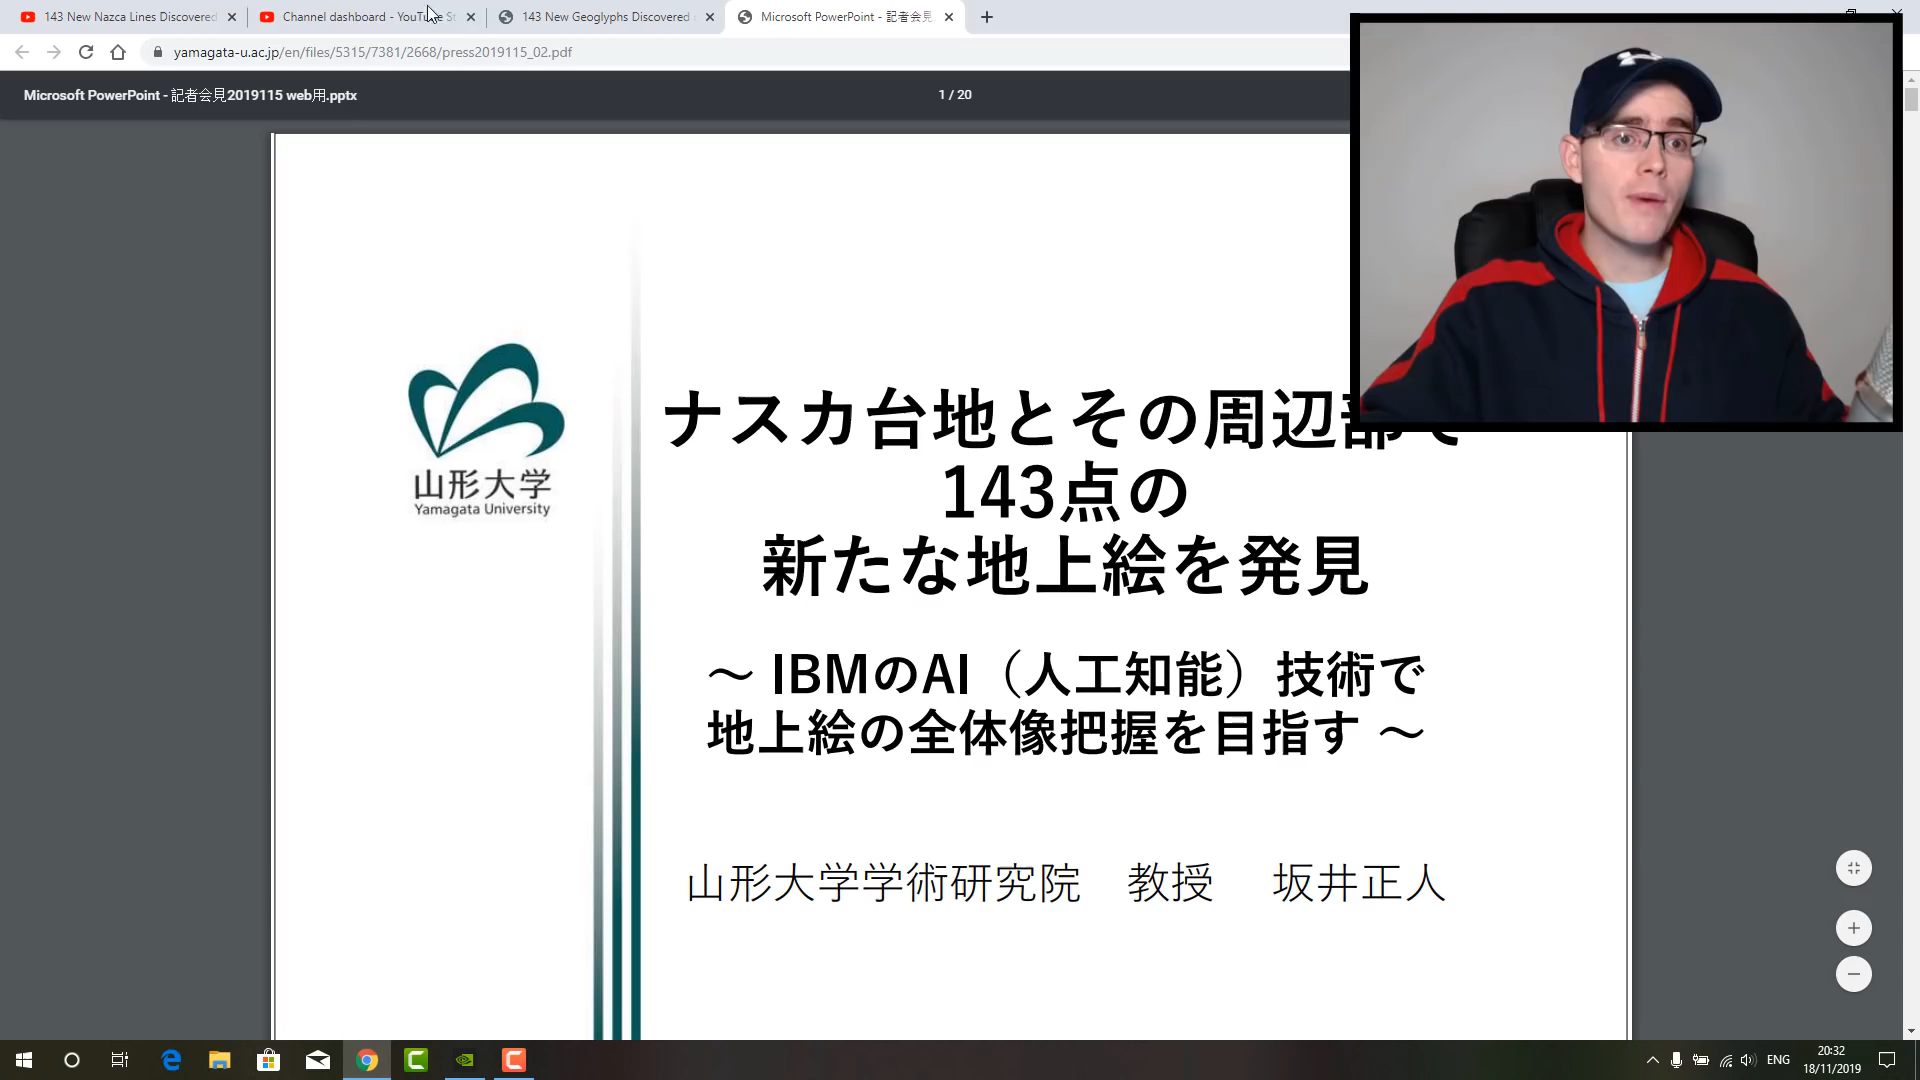 143 New Nazca Lines Discovered
Channel dashboard - YouTube St
143 New Geoglyphs Discovered
Microsoft PowerPoint - 記者会見
yamagata-u.ac.jp/en/files/5315/7381/2668/press2019115_02.pdf
Microsoft PowerPoint - 記者会見2019115 web用.pptx
1 / 20
山形大学
Yamagata University
ナスカ台地とその周辺部で
143点の
新たな地上絵を発見
～ IBMのAI（人工知能）技術で
地上絵の全体像把握を目指す ～
山形大学学術研究院 教授 坂井正人
ENG
20:32
18/11/2019